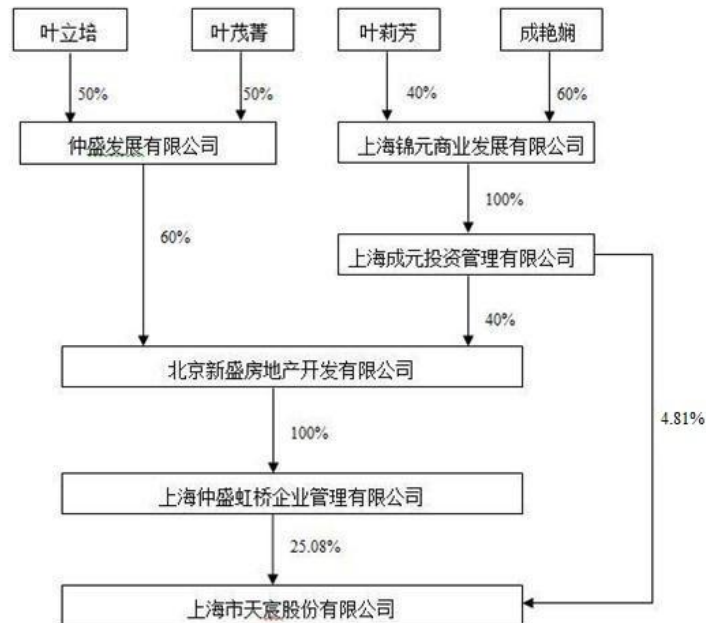 叶立培
叶茂菁
叶莉芳
成艳娴
50%
50%
40%
60%
仲盛发展有限公司
上海锦元商业发展有限公司
100%
60%
上海成元投资管理有限公司
40%
北京新盛房地产开发有限公司
4.81%
100%
上海仲盛虹桥企业管理有限公司
25.08%
上海市天宸股份有限公司